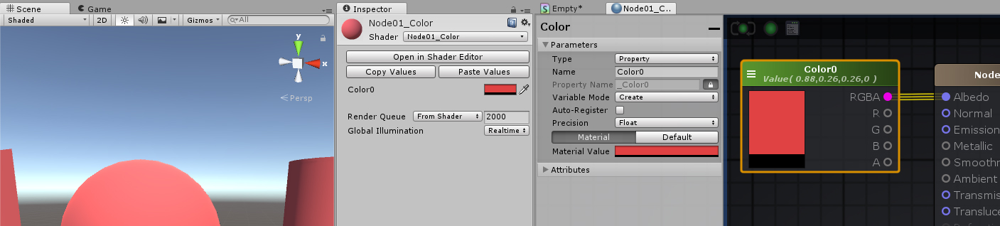 Scene
Game
Shaded
2D
Gizmos
All
y
x
Persp
Inspector
Node01_Color
Shader
Node01_Color
Open in Shader Editor
Copy Values
Paste Values
Color0
Render Queue
From Shader
2000
Global Illumination
Realtime
Empty*
Node01_C..
Color
Parameters
Type
Property
Name
Color0
Property Name
_Color0
Variable Mode
Create
Auto-Register
Precision
Float
Material
Default
Material Value
Attributes
Color0
Value( 0.88,0.26,0.26,0 )
RGBA
R
G
B
A
Node
Albedo
Normal
Emission
Metallic
Smooth
Ambient
Transmis
Transluce